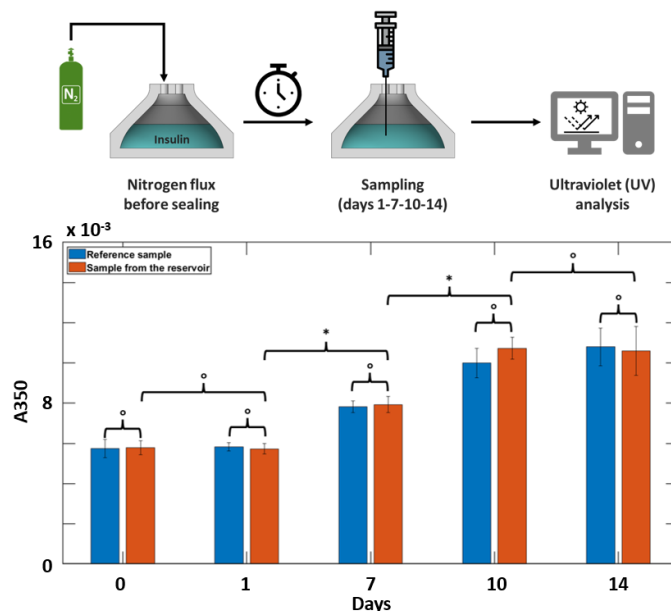 N₂
Insulin
Nitrogen flux
before sealing
Sampling
(days 1-7-10-14)
Ultraviolet (UV)
analysis
x 10⁻³
16
Reference sample
Sample from the reservoir
A350
8
0
0
1
7
10
14
Days
°
°
°
°
*
°
*
°
°
°